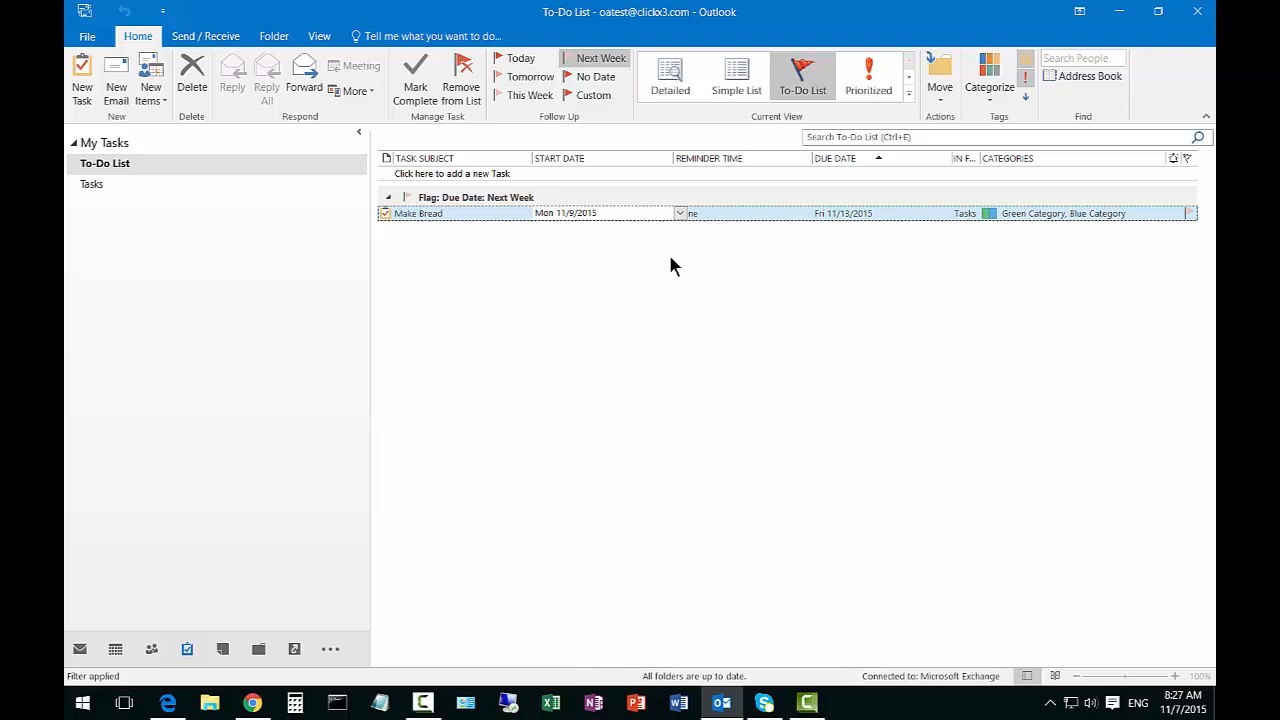 To-Do List - oatest@clickx3.com - Outlook
File
Home
Send / Receive
Folder
View
Tell me what you want to do...
New
Task
New
Email
New
Items
New
Delete
Delete
Reply
Reply
All
Forward
Meeting
More
Respond
Mark
Complete
Remove
from List
Manage Task
Today
Tomorrow
This Week
Next Week
No Date
Custom
Follow Up
Detailed
Simple List
To-Do List
Prioritized
Current View
Move
Actions
Categorize
Tags
Search People
Address Book
Find
My Tasks
To-Do List
Tasks
Search To-Do List (Ctrl+E)
TASK SUBJECT
START DATE
REMINDER TIME
DUE DATE
IN F...
CATEGORIES
Click here to add a new Task
Flag: Due Date: Next Week
Make Bread
Mon 11/9/2015
ne
Fri 11/13/2015
Tasks
Green Category, Blue Category
Filter applied
All folders are up to date.
Connected to: Microsoft Exchange
100%
ENG
8:27 AM
11/7/2015